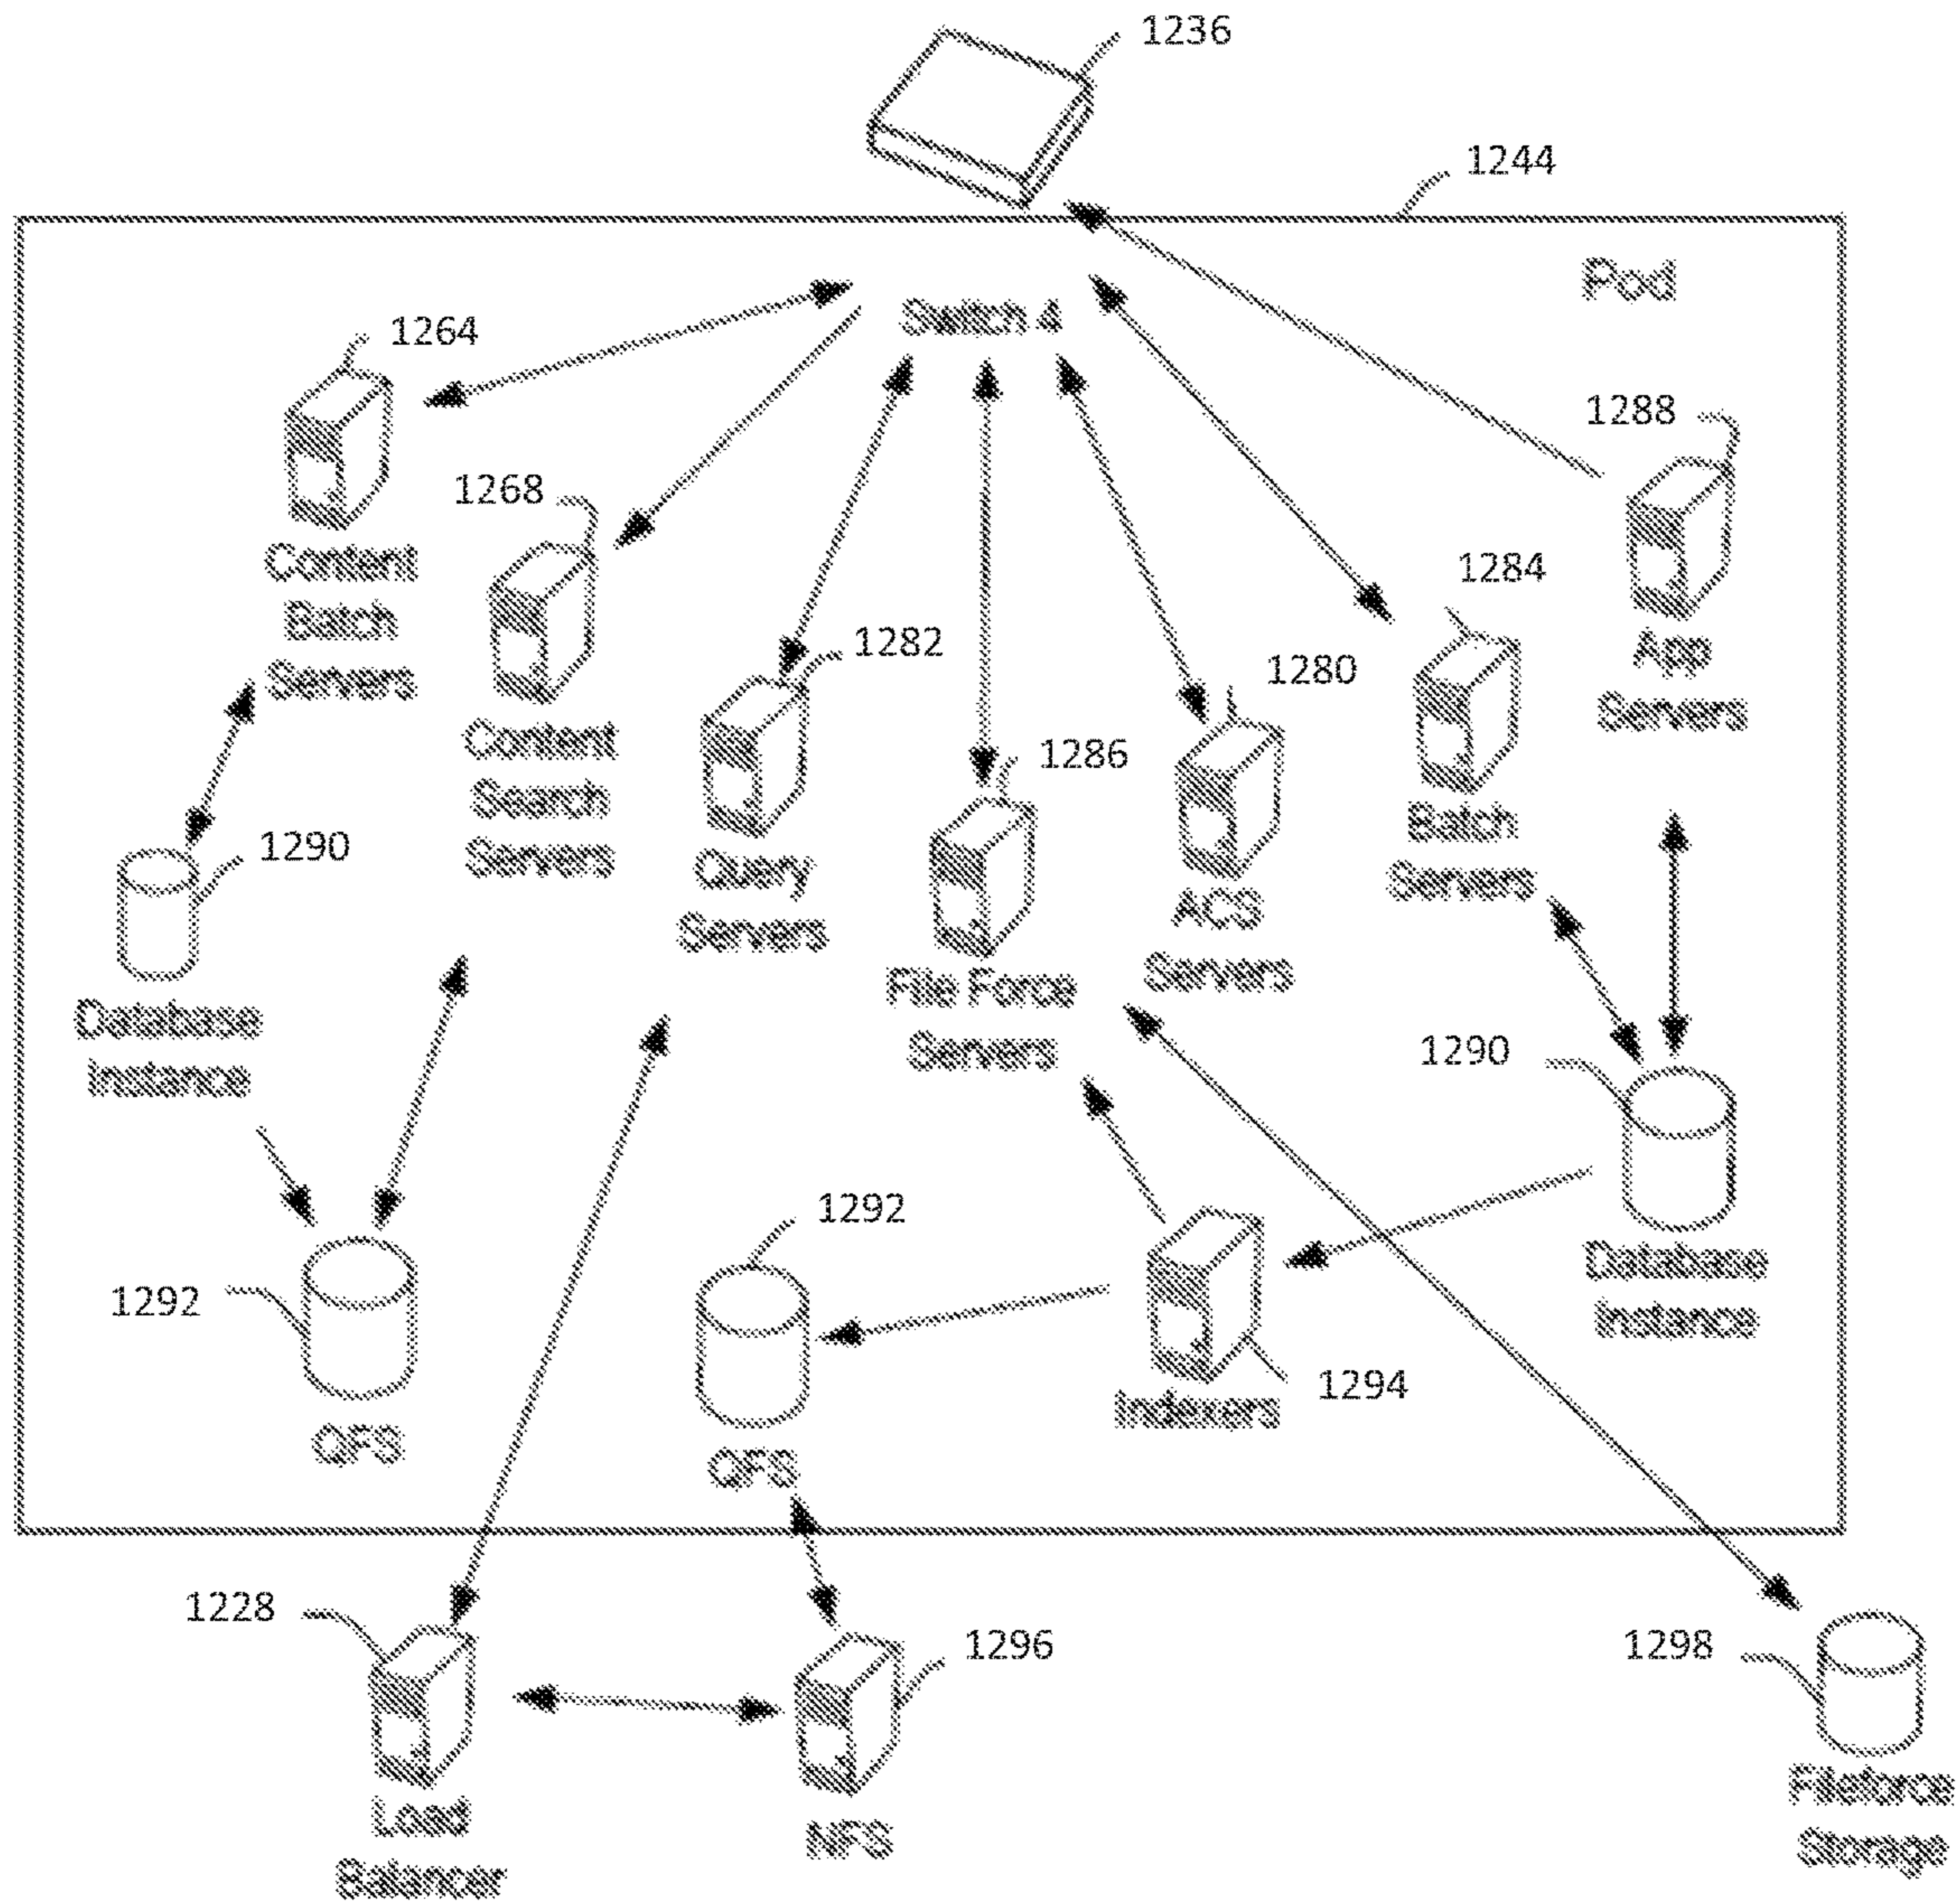 1236
1244
Pod
Switch 4
1264
Content
Batch
Servers
1268
Content
Search
Servers
1282
Query
Servers
1286
File Force
Servers
1280
ACS
Servers
1284
Batch
Servers
1288
App
Servers
1290
Database
Instance
1290
Database
Instance
1292
QFS
1292
QFS
1294
Indexers
1228
Load
Balancer
1296
NFS
1298
Fileforce
Storage